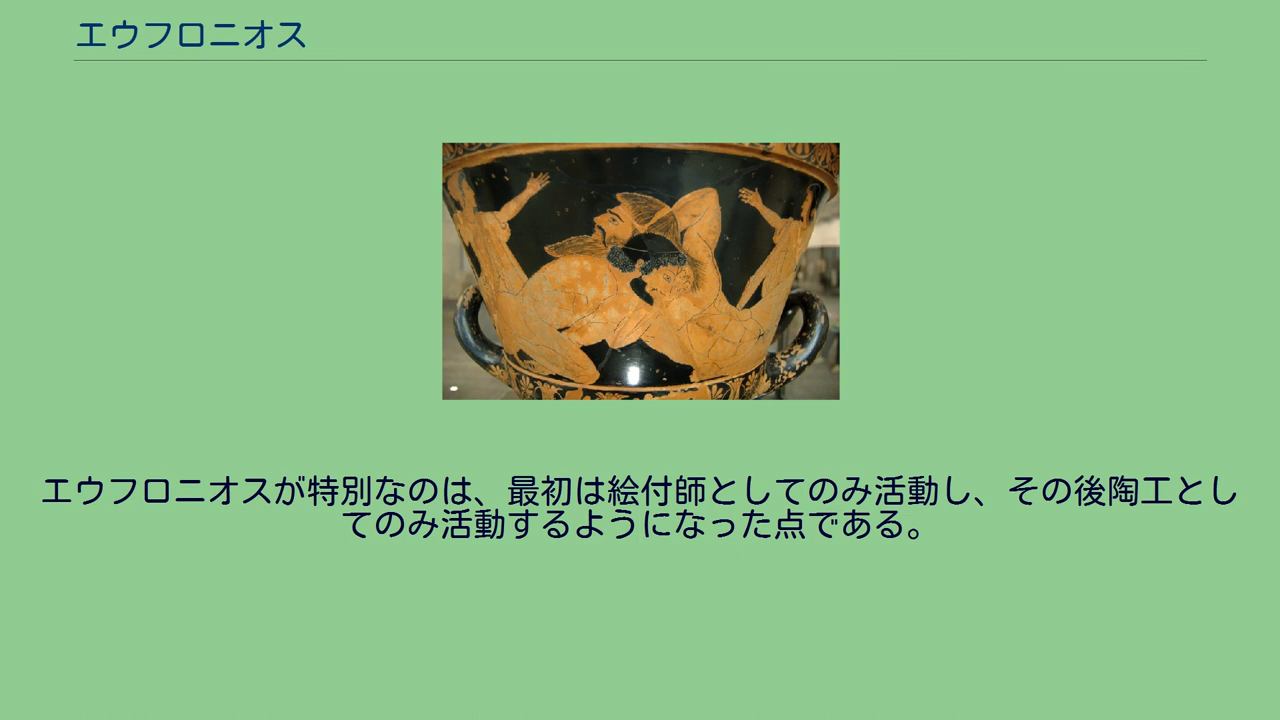 エウフロニオス
エウフロニオスが特別なのは、最初は絵付師としてのみ活動し、その後陶工とし
てのみ活動するようになった点である。